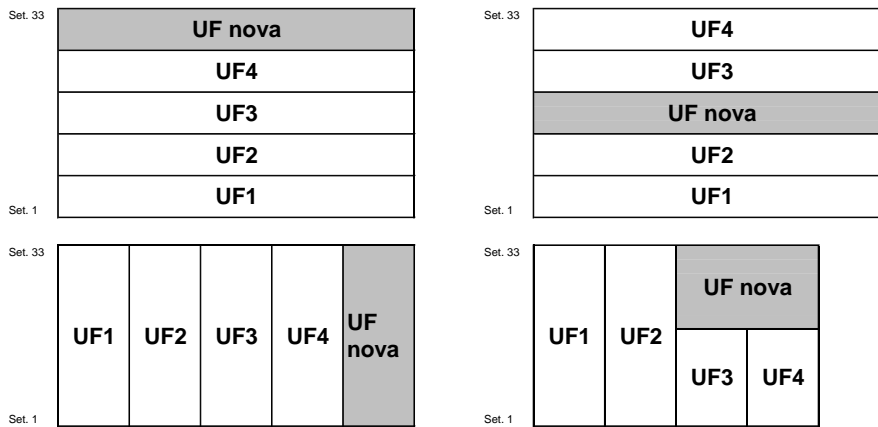 Set. 33
UF nova
UF4
UF3
UF2
UF1
Set. 1
Set. 33
UF4
UF3
UF nova
UF2
UF1
Set. 1
Set. 33
UF1 UF2 UF3 UF4 UF
nova
Set. 1
Set. 33
UF nova
UF1 UF2
UF3 UF4
Set. 1